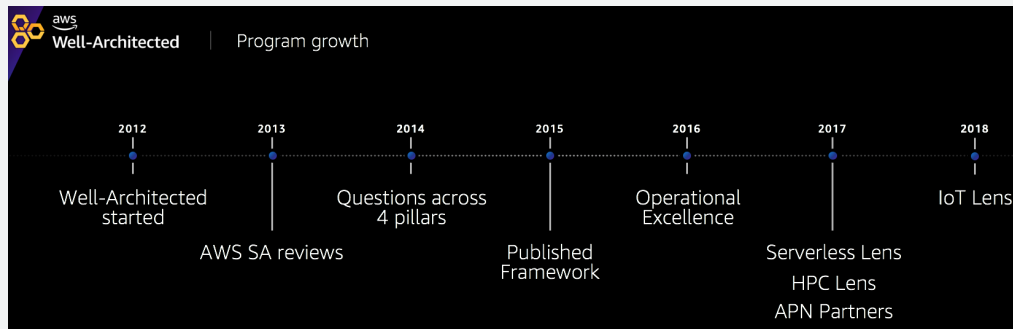 aws
Well-Architected
Program growth
2012
2013
2014
2015
2016
2017
2018
Well-Architected
started
AWS SA reviews
Questions across
4 pillars
Published
Framework
Operational
Excellence
Serverless Lens
HPC Lens
APN Partners
IoT Lens